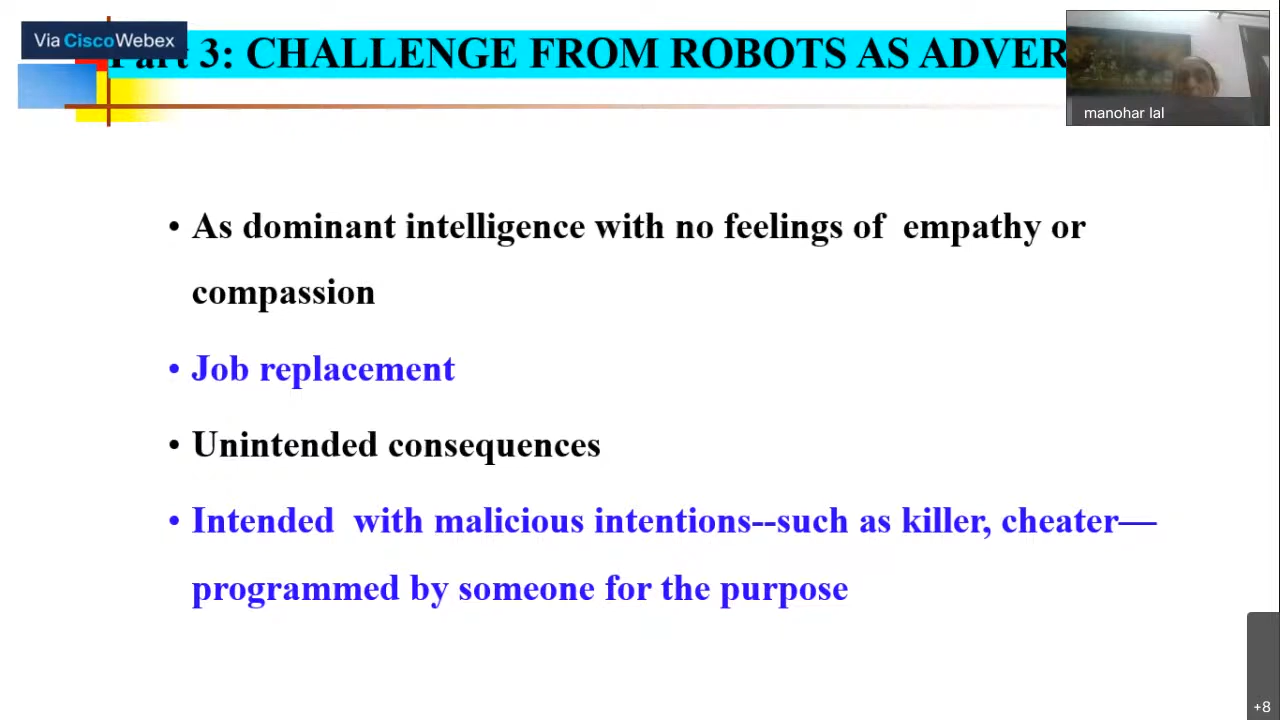 Via CiscoWebex
Part 3: CHALLENGE FROM ROBOTS AS ADVER
manohar lal
• As dominant intelligence with no feelings of empathy or
compassion
• Job replacement
• Unintended consequences
• Intended with malicious intentions--such as killer, cheater—
programmed by someone for the purpose
+8